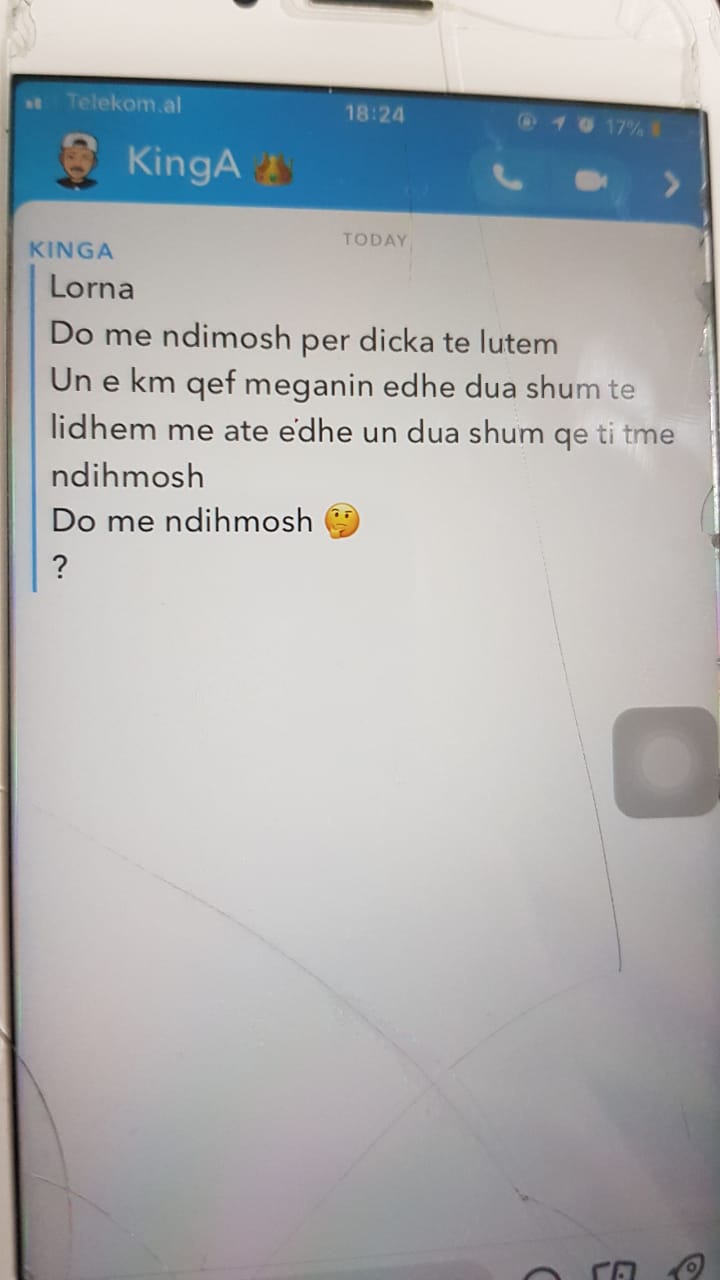 Telekom.al
18:24
17%
KingA 👑
TODAY
KINGA
Lorna
Do me ndimosh per dicka te lutem
Un e km qef meganin edhe dua shum te
lidhem me ate edhe un dua shum qe ti tme
ndihmosh
Do me ndihmosh 🤔
?